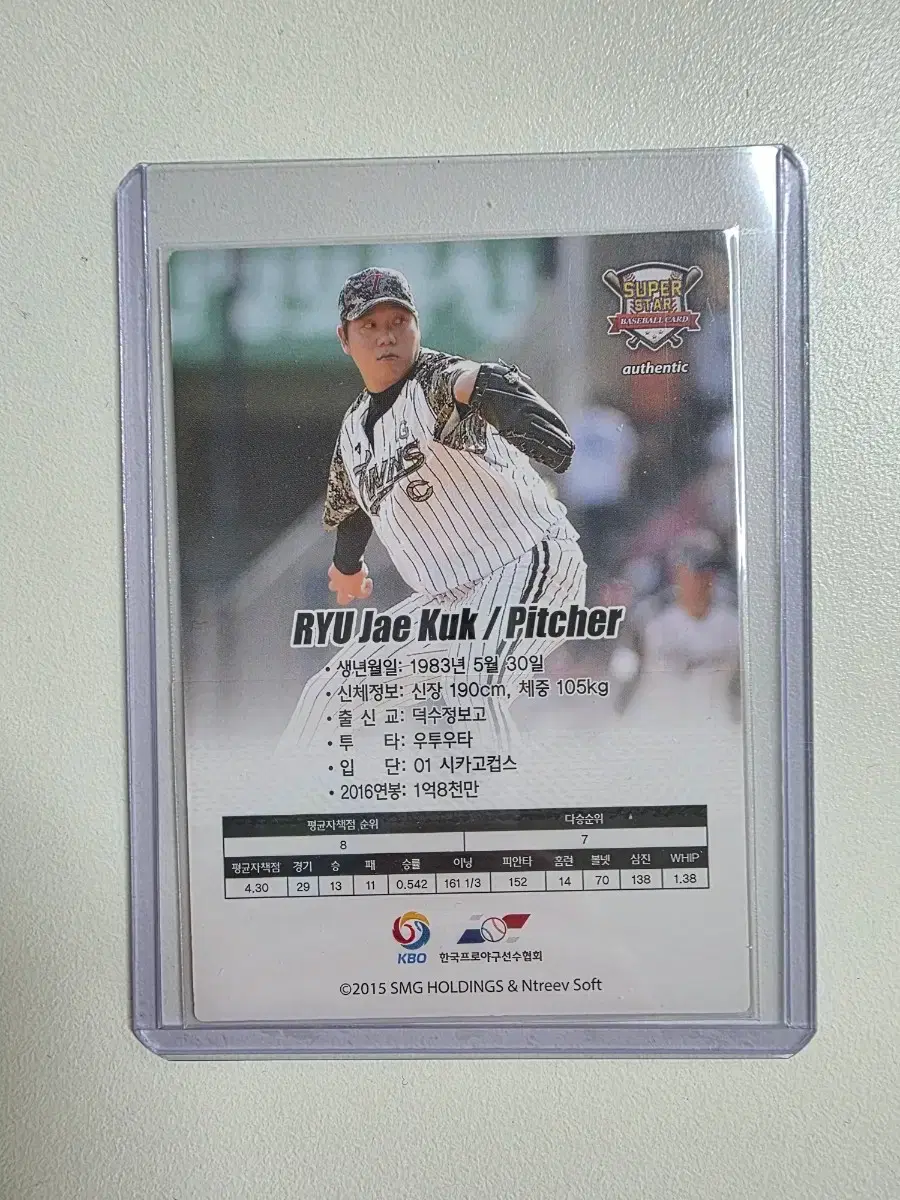 SUPER
STAR
BASEBALL CARD
authentic
TWINS
C
RYU Jae Kuk / Pitcher
• 생년월일: 1983년 5월 30일
• 신체정보: 신장 190cm, 체중 105kg
• 출 신 교: 덕수정보고
• 투 타: 우투우타
• 입 단: 01 시카고컵스
• 2016연봉: 1억8천만
평균자책점 순위 다승순위
8 7
평균자책점 경기 승 패 승률 이닝 피안타 홈런 볼넷 심진 WHIP
4.30 29 13 11 0.542 161 1/3 152 14 70 138 1.38
KBO 한국프로야구선수협회
©2015 SMG HOLDINGS & Ntreev Soft